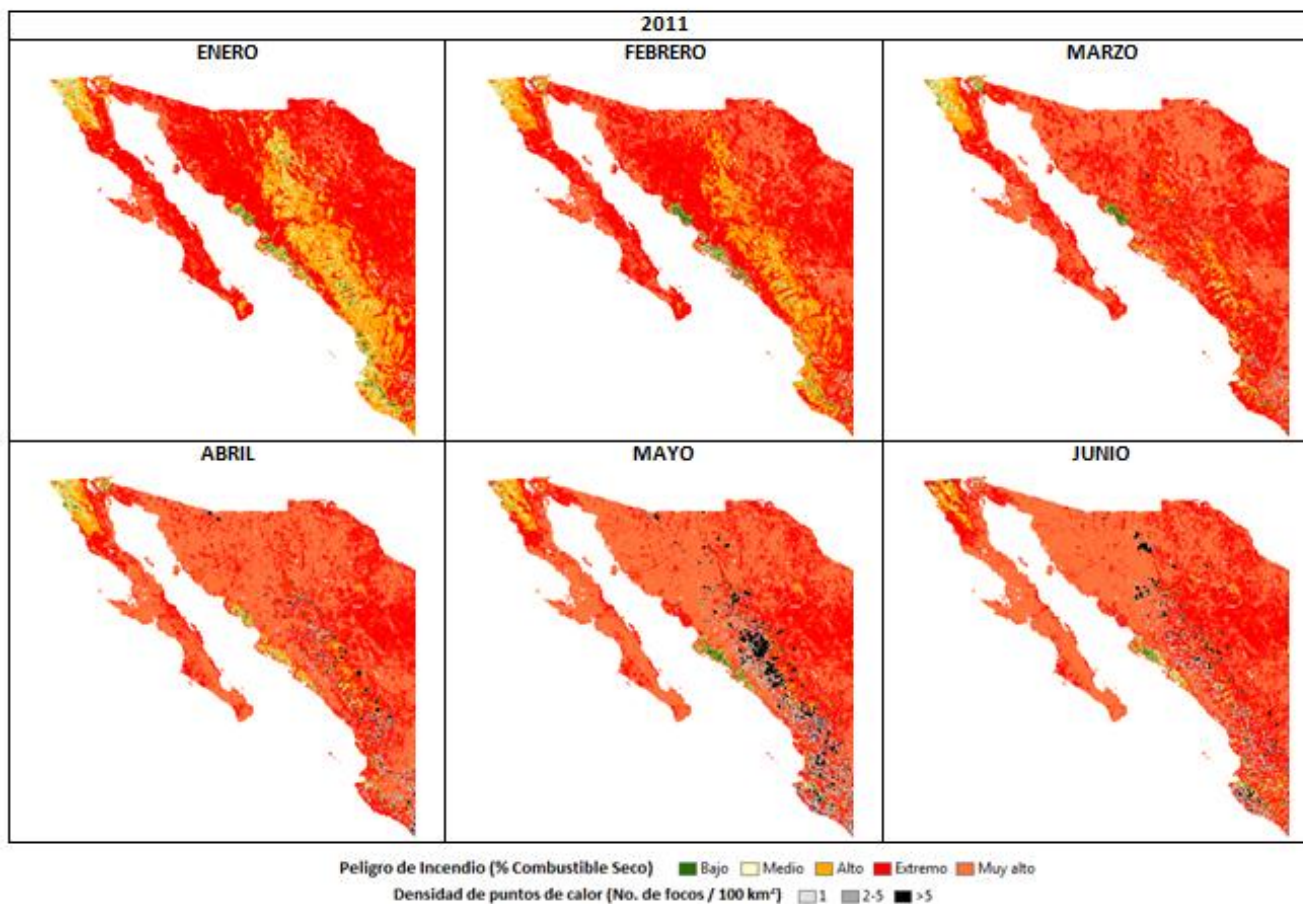 2011
ENERO
FEBRERO
MARZO
ABRIL
MAYO
JUNIO
Peligro de Incendio (% Combustible Seco) Bajo Medio Alto Extremo Muy alto
Densidad de puntos de calor (No. de focos / 100 km²) 1 2-5 >5